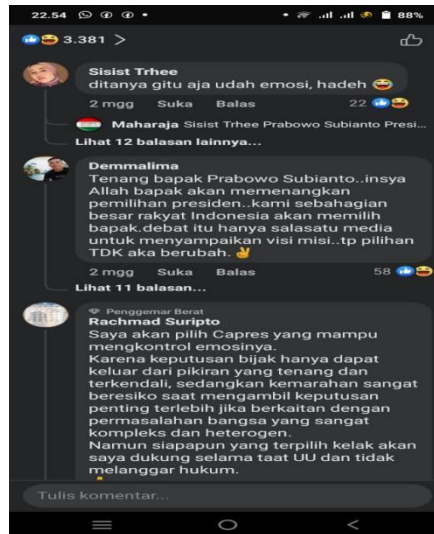 22.54
88%
3.381 >
Sisist Trhee
ditanya gitu aja udah emosi, hadeh
2 mgg Suka Balas 22
Maharaja Sisist Trhee Prabowo Subianto Presi...
Lihat 12 balasan lainnya...
Demmalima
Tenang bapak Prabowo Subianto..insya
Allah bapak akan memenangkan
pemilihan presiden..kami sebahagian
besar rakyat Indonesia akan memilih
bapak.debat itu hanya salasatu media
untuk menyampaikan visi misi..tp pilihan
TDK aka berubah.
2 mgg Suka Balas 58
Lihat 11 balasan...
Penggemar Berat
Rachmad Suripto
Saya akan pilih Capres yang mampu
mengkontrol emosinya.
Karena keputusan bijak hanya dapat
keluar dari pikiran yang tenang dan
terkendali, sedangkan kemarahan sangat
beresiko saat mengambil keputusan
penting terlebih jika berkaitan dengan
permasalahan bangsa yang sangat
kompleks dan heterogen.
Namun siapapun yang terpilih kelak akan
saya dukung selama taat UU dan tidak
melanggar hukum.
Tulis komentar...